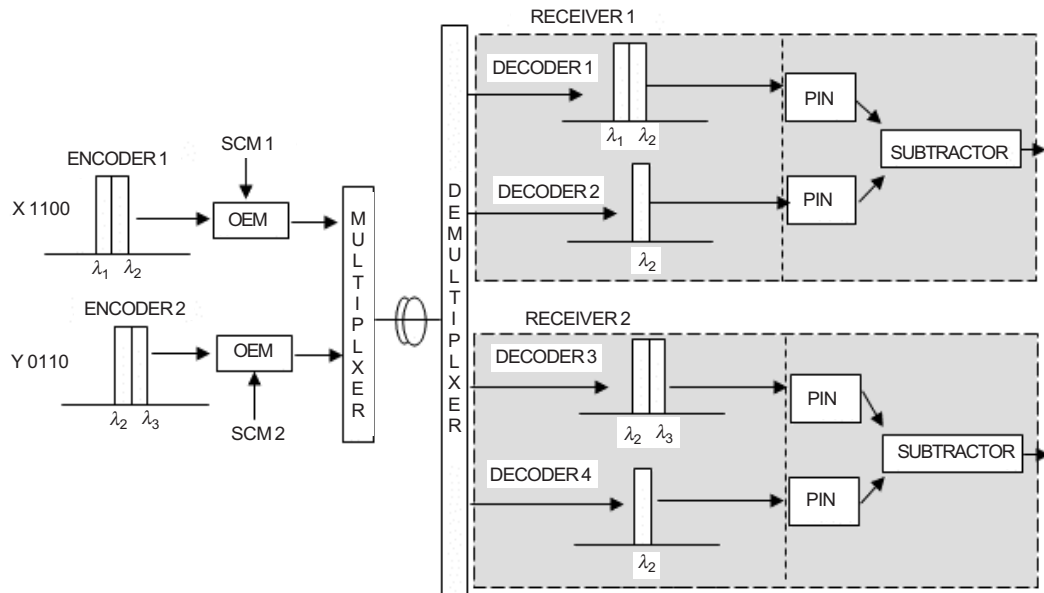 RECEIVER 1
DECODER 1
λ1 λ2
PIN
SUBTRACTOR
DECODER 2
λ2
PIN
SCM 1
ENCODER 1
X 1100
OEM
λ1 λ2
ENCODER 2
Y 0110
OEM
λ2 λ3
SCM 2
MULTIPLXER
DEMULTIPLXER
RECEIVER 2
DECODER 3
λ2 λ3
PIN
SUBTRACTOR
DECODER 4
λ2
PIN